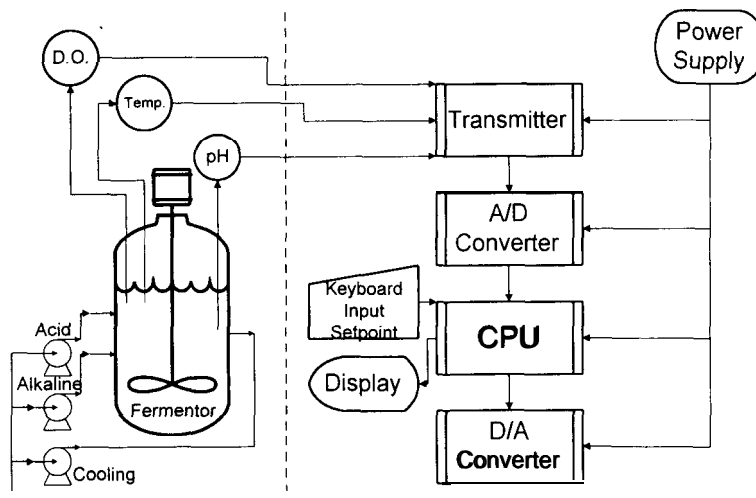 Power
Supply
D.O.
Temp.
Transmitter
pH
A/D
Converter
Keyboard
Input
Setpoint
CPU
Acid
Alkaline
Display
Fermentor
D/A
Converter
Cooling